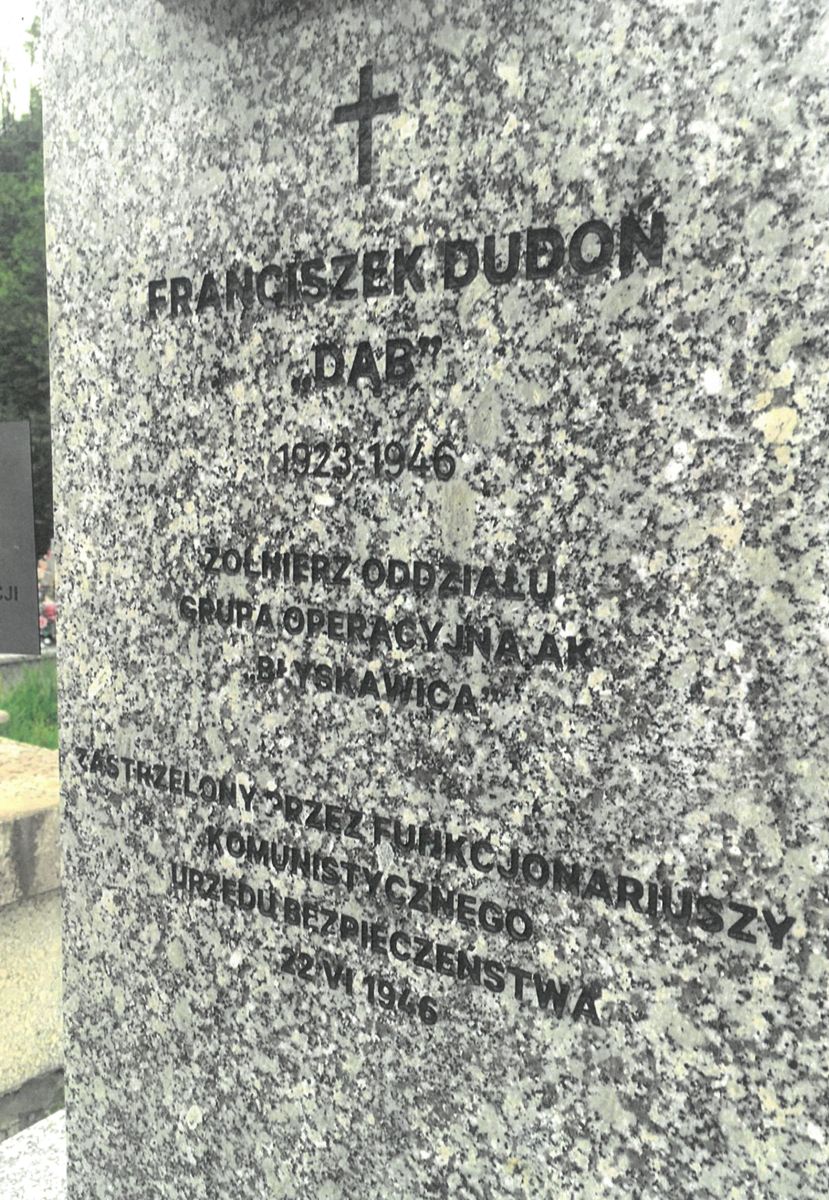 FRANCISZEK DUDOŃ
„DĄB”
1923-1946
ŻOŁNIERZ ODDZIAŁU
GRUPA OPERACYJNA AK
„BŁYSKAWICA”
ZASTRZELONY PRZEZ FUNKCJONARIUSZY
KOMUNISTYCZNEGO
URZĘDU BEZPIECZEŃSTWA
22 VI 1946
CJI